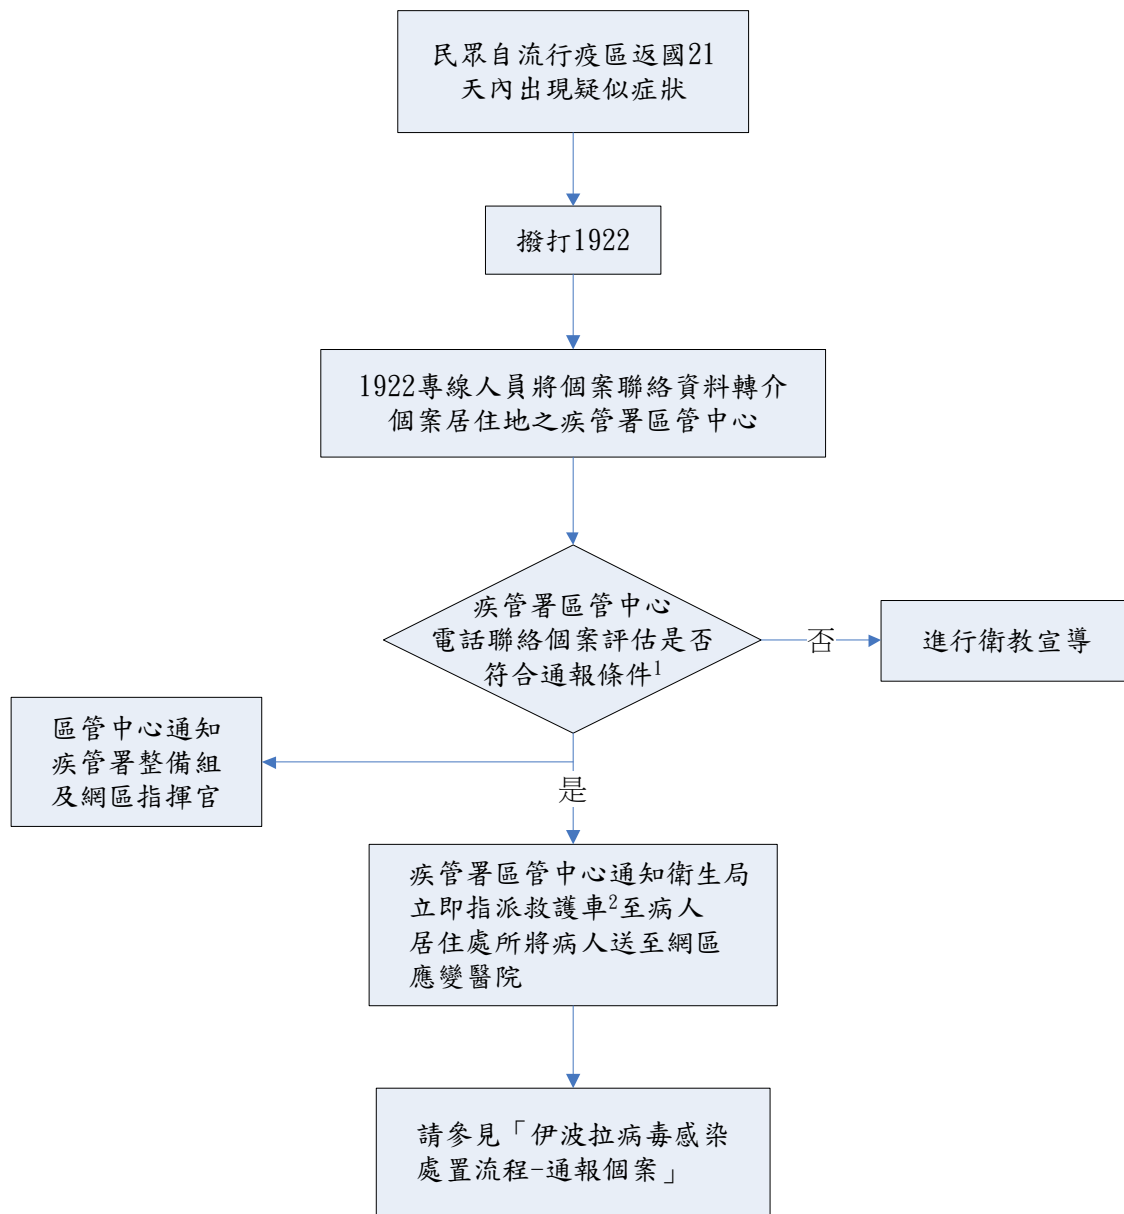 民眾自流行疫區返國21
天內出現疑似症狀
撥打1922
1922專線人員將個案聯絡資料轉介
個案居住地之疾管署區管中心
疾管署區管中心
電話聯絡個案評估是否
符合通報條件1
否
進行衛教宣導
區管中心通知
疾管署整備組
及網區指揮官
是
疾管署區管中心通知衛生局
立即指派救護車2至病人
居住處所將病人送至網區
應變醫院
請參見「伊波拉病毒感染
處置流程-通報個案」